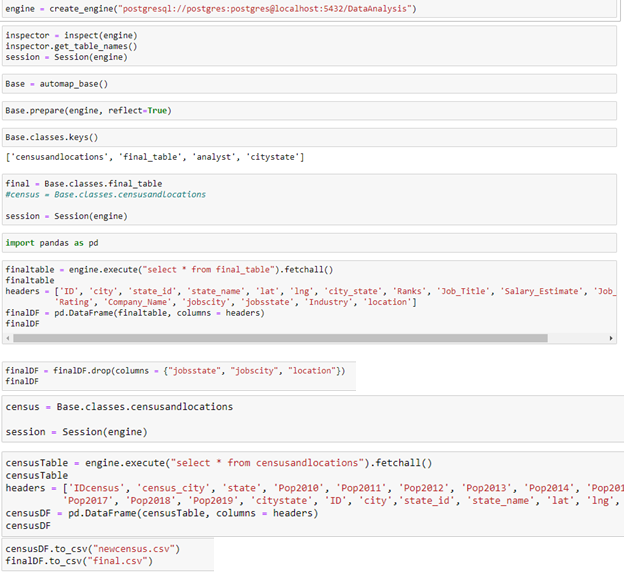 engine = create_engine("postgresql://postgres:postgres@localhost:5432/DataAnalysis")
inspector = inspect(engine)
inspector.get_table_names()
session = Session(engine)
Base = automap_base()
Base.prepare(engine, reflect=True)
Base.classes.keys()
['censusandlocations', 'final_table', 'analyst', 'citystate']
final = Base.classes.final_table
#census = Base.classes.censusandlocations
session = Session(engine)
import pandas as pd
finaltable = engine.execute("select * from final_table").fetchall()
finaltable
headers = ['ID', 'city', 'state_id', 'state_name', 'lat', 'lng', 'city_state', 'Ranks', 'Job_Title', 'Salary_Estimate', 'Job_
'Rating', 'Company_Name', 'jobscity', 'jobsstate', 'Industry', 'location']
finalDF = pd.DataFrame(finaltable, columns = headers)
finalDF
finalDF = finalDF.drop(columns = {"jobsstate", "jobscity", "location"})
finalDF
census = Base.classes.censusandlocations
session = Session(engine)
censusTable = engine.execute("select * from censusandlocations").fetchall()
censusTable
headers = ['IDcensus', 'census_city', 'state', 'Pop2010', 'Pop2011', 'Pop2012', 'Pop2013', 'Pop2014', 'Pop201
'Pop2017', 'Pop2018', 'Pop2019', 'citystate', 'ID', 'city','state_id', 'state_name', 'lat', 'lng',
censusDF = pd.DataFrame(censusTable, columns = headers)
censusDF
censusDF.to_csv("newcensus.csv")
finalDF.to_csv("final.csv")